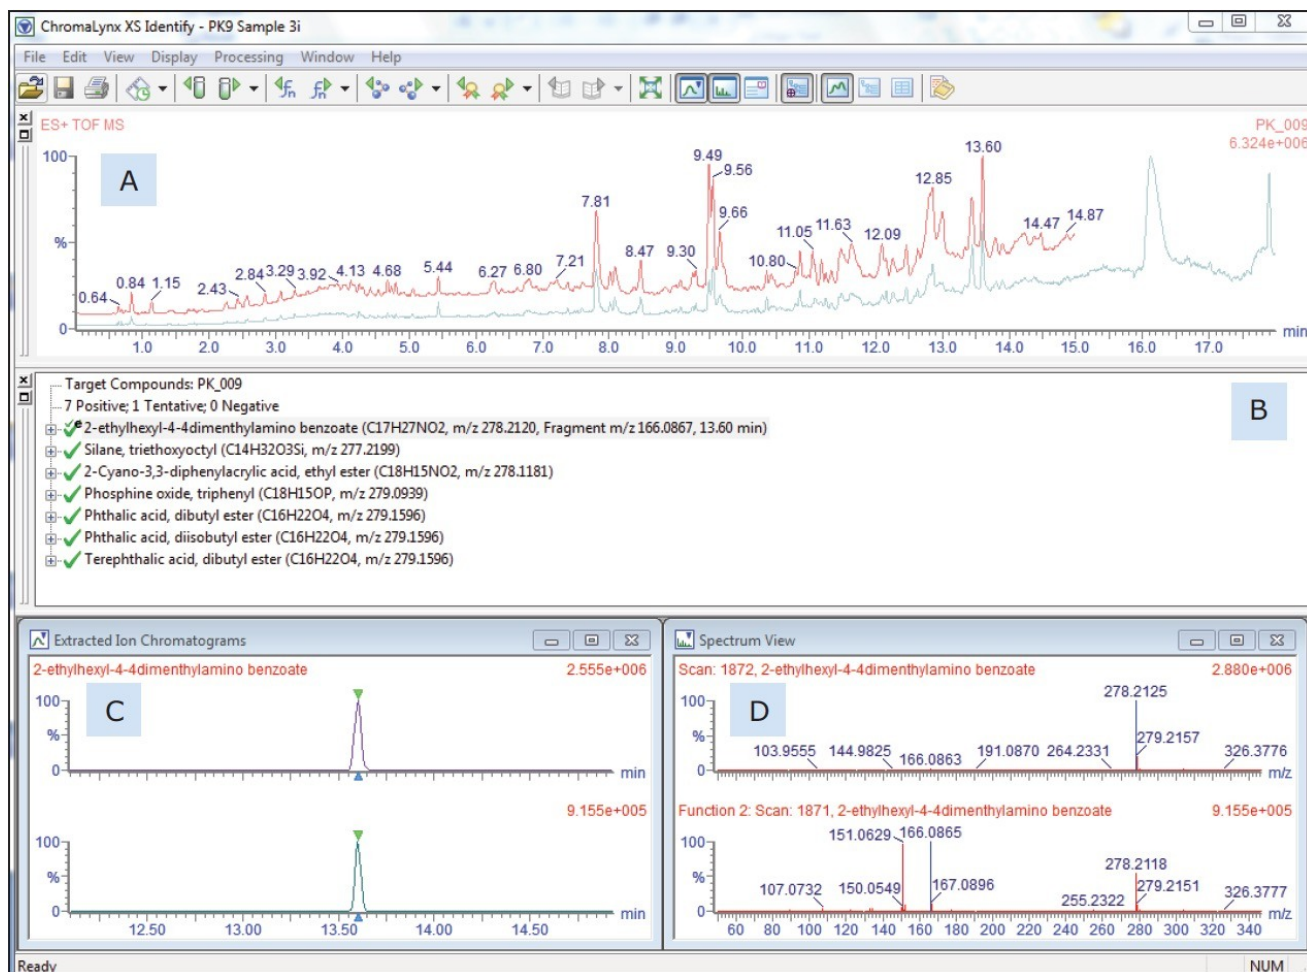 ChromaLynx XS Identify - PK9 Sample 3i
File Edit View Display Processing Window Help
ES+ TOF MS
PK_009
6.324e+006
A
100
%
0
0.64
0.84
1.15
2.43
2.84
3.29
3.92
4.13
4.68
5.44
6.27
6.80
7.21
7.81
8.47
9.30
9.49
9.56
9.66
10.80
11.05
11.63
12.09
12.85
13.60
14.47
14.87
1.0 2.0 3.0 4.0 5.0 6.0 7.0 8.0 9.0 10.0 11.0 12.0 13.0 14.0 15.0 16.0 17.0
min
B
Target Compounds: PK_009
7 Positive; 1 Tentative; 0 Negative
e 2-ethylhexyl-4-4dimenthylamino benzoate (C17H27NO2, m/z 278.2120, Fragment m/z 166.0867, 13.60 min)
Silane, triethoxyoctyl (C14H32O3Si, m/z 277.2199)
2-Cyano-3,3-diphenylacrylic acid, ethyl ester (C18H15NO2, m/z 278.1181)
Phosphine oxide, triphenyl (C18H15OP, m/z 279.0939)
Phthalic acid, dibutyl ester (C16H22O4, m/z 279.1596)
Phthalic acid, diisobutyl ester (C16H22O4, m/z 279.1596)
Terephthalic acid, dibutyl ester (C16H22O4, m/z 279.1596)
Extracted Ion Chromatograms
2-ethylhexyl-4-4dimenthylamino benzoate 2.555e+006
C
100
%
0
min
9.155e+005
100
%
0
min
12.50 13.00 13.50 14.00 14.50
Spectrum View
Scan: 1872, 2-ethylhexyl-4-4dimenthylamino benzoate 2.880e+006
D
100
%
0
278.2125
279.2157
103.9555 144.9825 166.0863 191.0870 264.2331 326.3776
m/z
Function 2: Scan: 1871, 2-ethylhexyl-4-4dimenthylamino benzoate 9.155e+005
100
%
0
151.0629 166.0865
278.2118
107.0732 150.0549 167.0896 255.2322 279.2151 326.3777
m/z
60 80 100 120 140 160 180 200 220 240 260 280 300 320 340
Ready
NUM